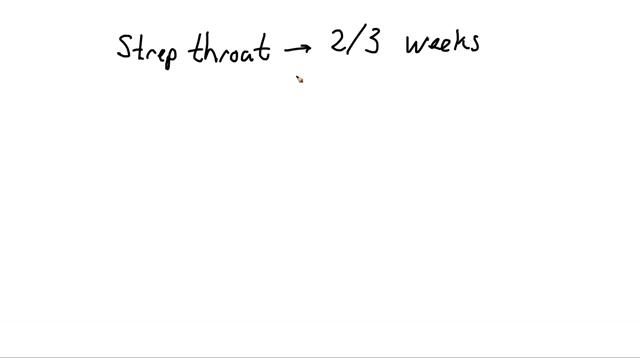 Strep throat → 2/3 weeks